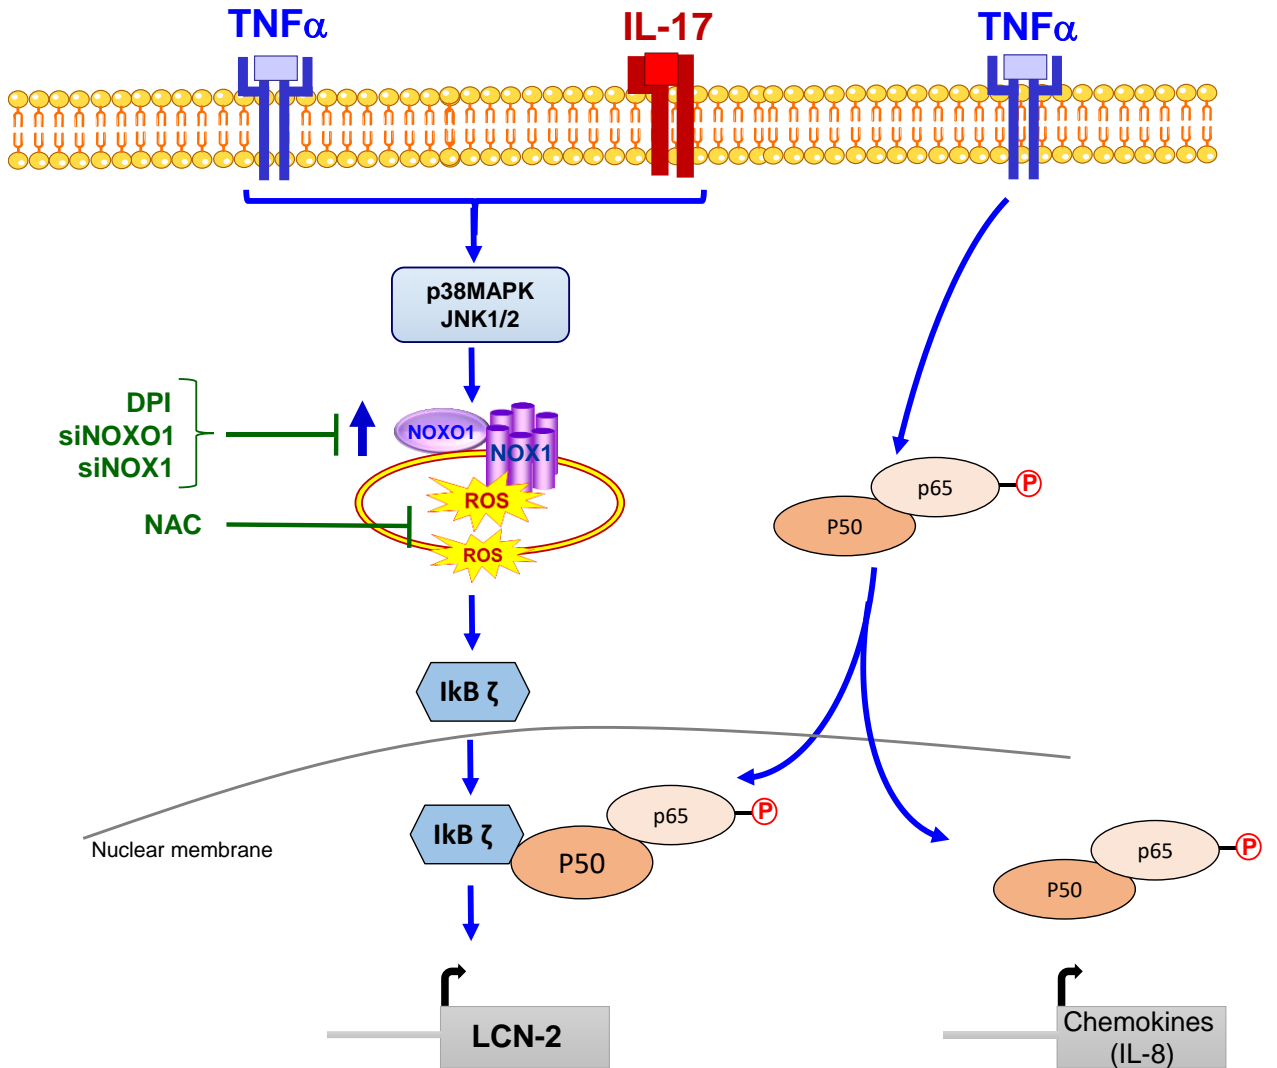 TNFα
IL-17
TNFα
p38MAPK
JNK1/2
DPI
siNOXO1
siNOX1
NOXO1
NOX1
ROS
NAC
ROS
p65
P
P50
IkB ζ
Nuclear membrane
IkB ζ
P50
p65
P
p65
P
P50
LCN-2
Chemokines
(IL-8)